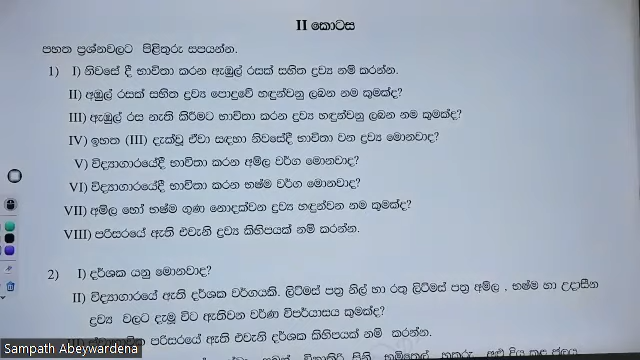 II කොටස
පහත ප්‍රශ්නවලට පිළිතුරු සපයන්න.
1) I) නිවසේ දී භාවිතා කරන ඇඹුල් රසක් සහිත ද්‍රව්‍ය නම් කරන්න.
II) අඹුල් රසක් සහිත ද්‍රව්‍ය පොදුවේ හඳුන්වනු ලබන නම කුමක්ද?
III) ඇඹුල් රස නැති කිරීමට භාවිතා කරන ද්‍රව්‍ය හඳුන්වනු ලබන නම කුමක්ද?
IV) ඉහත (III) දැක්වූ ඒවා සඳහා නිවසේදී භාවිතා වන ද්‍රව්‍ය මොනවාද?
V) විද්‍යාගාරයේදී භාවිතා කරන අම්ල වර්ග මොනවාද?
VI) විද්‍යාගාරයේදී භාවිතා කරන භෂ්ම වර්ග මොනවාද?
VII) අම්ල හෝ භෂ්ම ගුණ නොදක්වන ද්‍රව්‍ය හඳුන්වන නම කුමක්ද?
VIII) පරිසරයේ ඇති එවැනි ද්‍රව්‍ය කිහිපයක් නම් කරන්න.
2) I) දර්ශක යනු මොනවාද?
II) විද්‍යාගාරයේ ඇති දර්ශක වර්ගයකි. ලිට්මස් පත්‍ර නිල් හා රතු ලිට්මස් පත්‍ර අම්ල , භෂ්ම හා උදාසීන
ද්‍රව්‍ය වලට දැමූ විට ඇතිවන වර්ණ විපර්යාසය කුමක්ද?
පරිසරයේ ඇති එවැනි දර්ශක කිහිපයක් නම් කරන්න.
Sampath Abeywardena